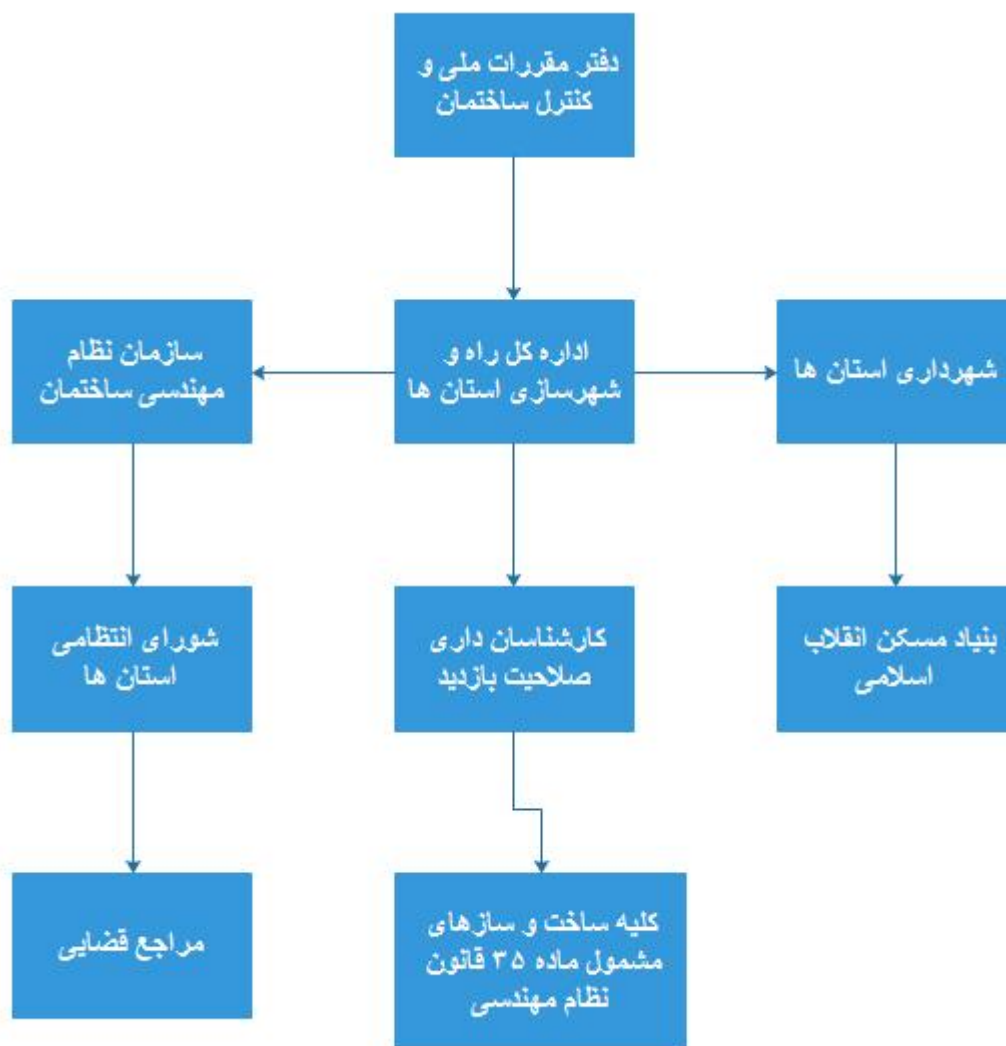 دفتر مقررات ملی و
کنترل ساختمان
شهرداری استان ها
اداره کل راه و
شهرسازی استان ها
سازمان نظام
مهندسی ساختمان
بنیاد مسکن انقلاب
اسلامی
کارشناسان داری
صلاحیت بازدید
شورای انتظامی
استان ها
کلیه ساخت و سازهای
مشمول ماده ۳۵ قانون
نظام مهندسی
مراجع قضایی